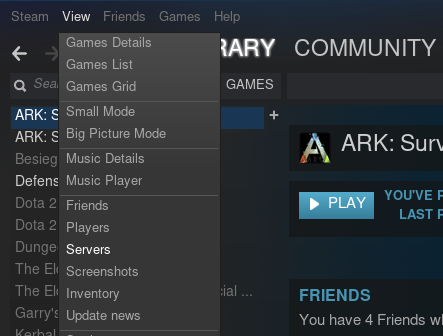 Steam View Friends Games Help
RARY COMMUNITY
Games Details
Games List
Games Grid
Small Mode
Big Picture Mode
Music Details
Music Player
Friends
Players
Servers
Screenshots
Inventory
Update news
Sea
GAMES
ARK: S
ARK: S
Besieg
Defens
Dota 2
Dota 2
Dunge
The El
The El cial ...
Garry's
Kerbal
ARK: Surv
PLAY
YOU'VE P
LAST P
FRIENDS
You have 4 Friends wh